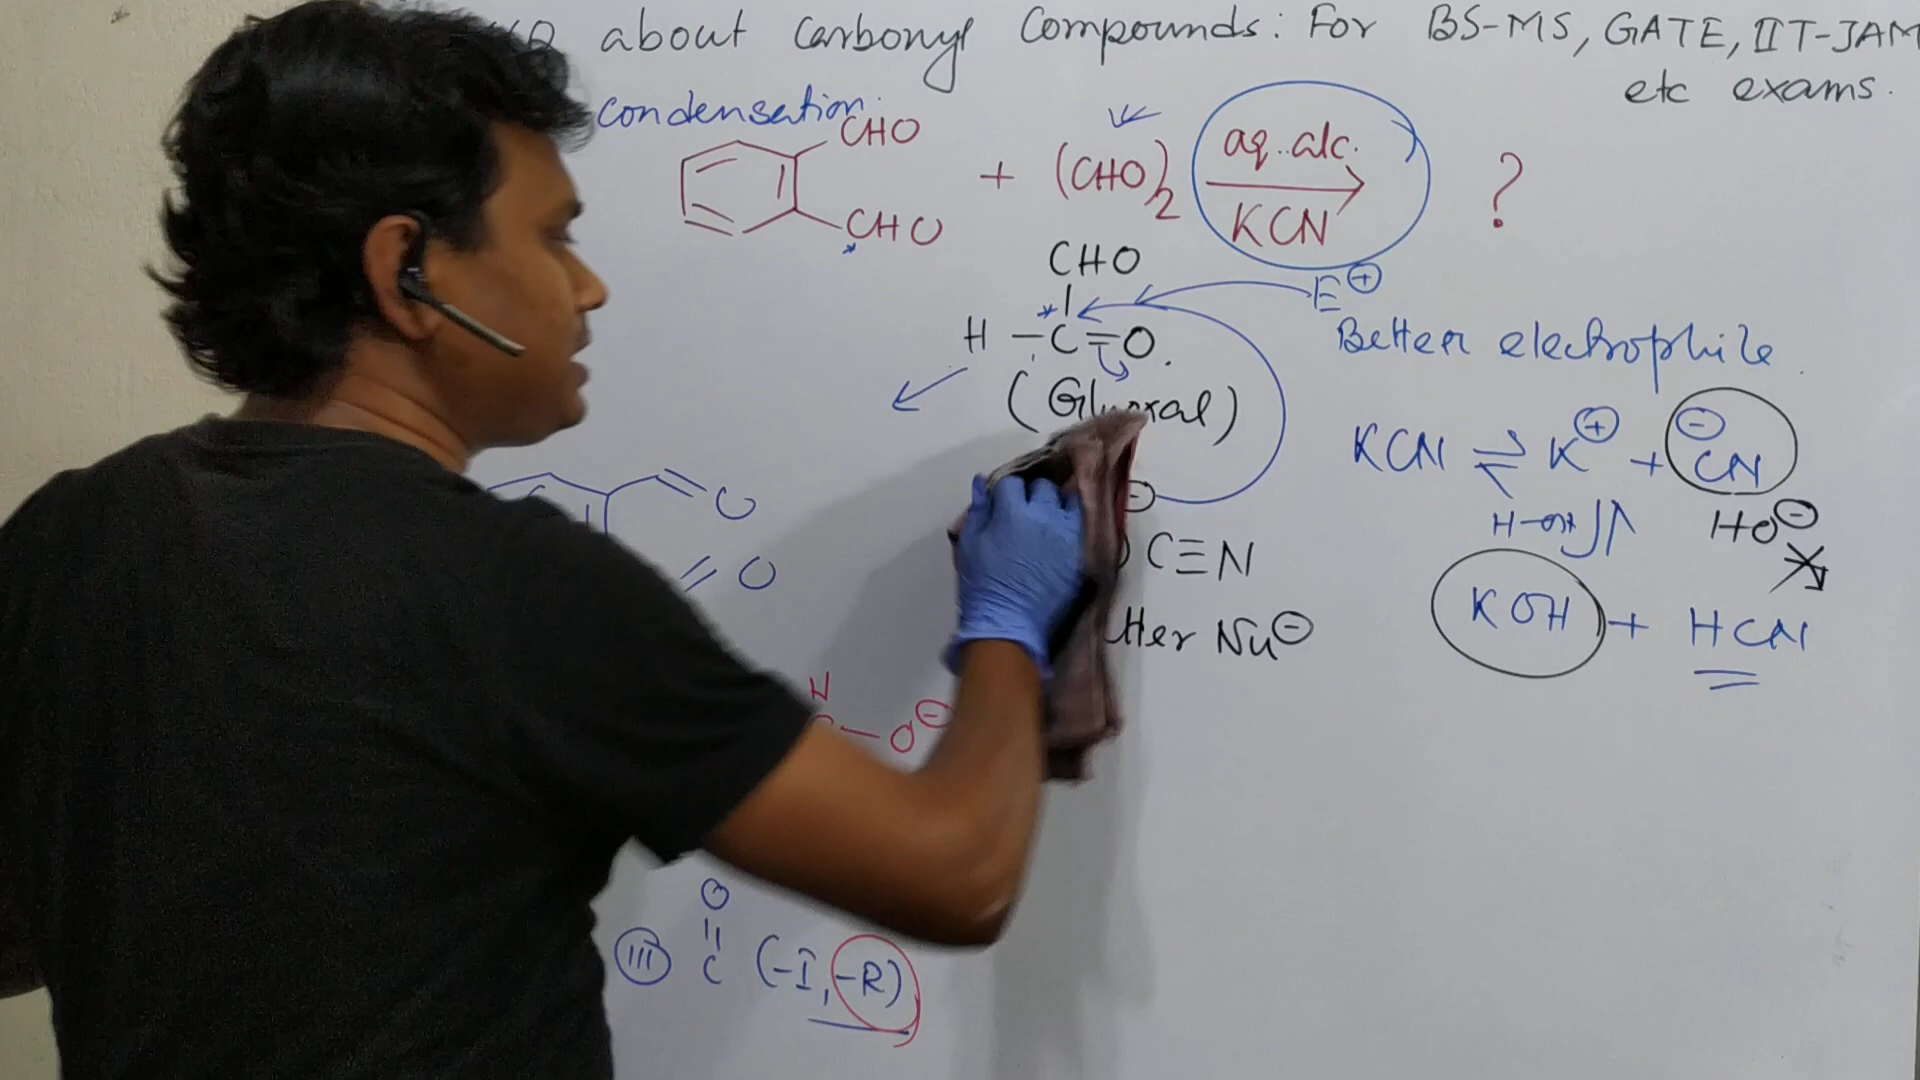 about Carbonyl Compounds: For BS-MS, GATE, IIT-JAM
etc exams.
condensation.
CHO
CHO
*
+ (CHO)2
aq. alc.
KCN
?
CHO
*
H - C = O.
E⊕
Better electrophile
KCN ⇌ K⊕ + ⊖CN
H-OH
HO⊖
C≡N
KOH + HCN
Nu⊖
O
O
H
O⊖
O
||
(III) C (-I, -R)